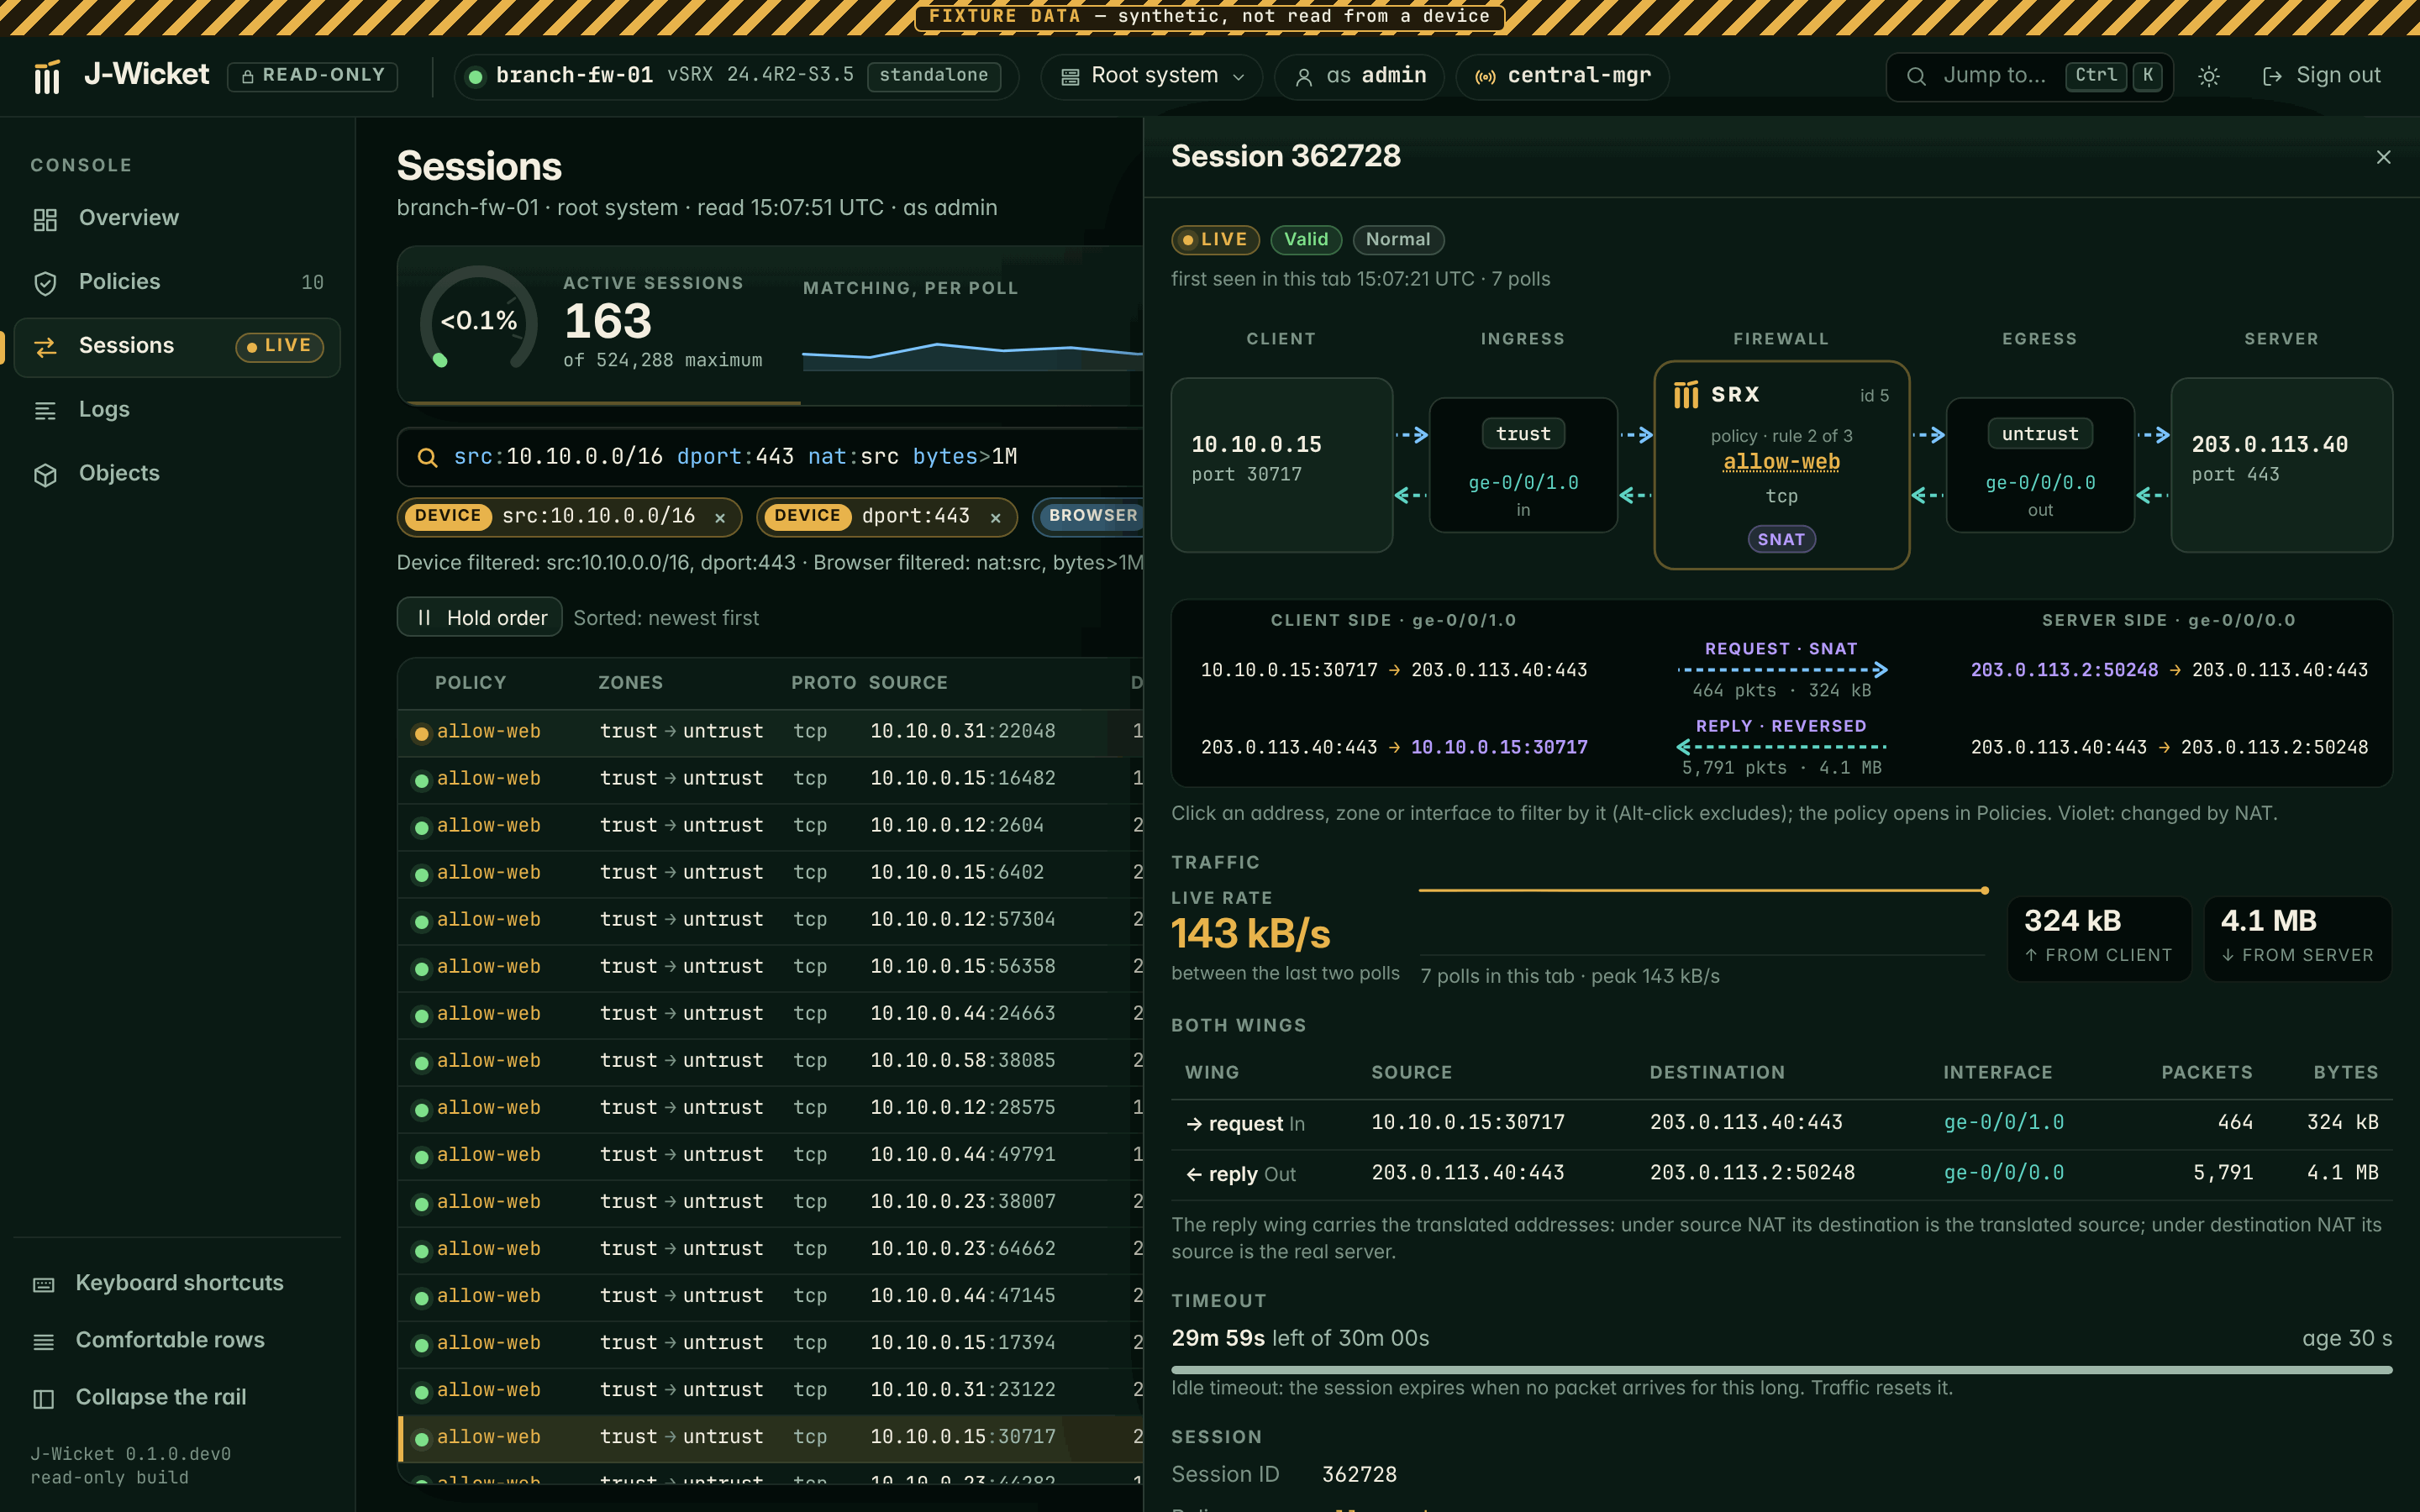 FIXTURE DATA — synthetic, not read from a device
J-Wicket READ-ONLY branch-fw-01 vSRX 24.4R2-S3.5 standalone Root system as admin central-mgr Jump to... Ctrl K Sign out
CONSOLE
Overview
Policies 10
Sessions LIVE
Logs
Objects
Keyboard shortcuts
Comfortable rows
Collapse the rail
J-Wicket 0.1.0.dev0
read-only build
Sessions
branch-fw-01 · root system · read 15:07:51 UTC · as admin
<0.1%
ACTIVE SESSIONS
163
of 524,288 maximum
MATCHING, PER POLL
src:10.10.0.0/16 dport:443 nat:src bytes>1M
DEVICE src:10.10.0.0/16 × DEVICE dport:443 × BROWSER
Device filtered: src:10.10.0.0/16, dport:443 · Browser filtered: nat:src, bytes>1M
Hold order Sorted: newest first
POLICY ZONES PROTO SOURCE D
allow-web trust → untrust tcp 10.10.0.31:22048 1
allow-web trust → untrust tcp 10.10.0.15:16482 1
allow-web trust → untrust tcp 10.10.0.12:2604 2
allow-web trust → untrust tcp 10.10.0.15:6402 2
allow-web trust → untrust tcp 10.10.0.12:57304 2
allow-web trust → untrust tcp 10.10.0.15:56358 2
allow-web trust → untrust tcp 10.10.0.44:24663 2
allow-web trust → untrust tcp 10.10.0.58:38085 2
allow-web trust → untrust tcp 10.10.0.12:28575 1
allow-web trust → untrust tcp 10.10.0.44:49791 1
allow-web trust → untrust tcp 10.10.0.23:38007 2
allow-web trust → untrust tcp 10.10.0.23:64662 2
allow-web trust → untrust tcp 10.10.0.44:47145 2
allow-web trust → untrust tcp 10.10.0.15:17394 2
allow-web trust → untrust tcp 10.10.0.31:23122 2
allow-web trust → untrust tcp 10.10.0.15:30717 2
allow-web trust → untrust tcp 10.10.0.23:44282 1
Session 362728 ×
LIVE Valid Normal
first seen in this tab 15:07:21 UTC · 7 polls
CLIENT INGRESS FIREWALL EGRESS SERVER
10.10.0.15
port 30717
trust
ge-0/0/1.0
in
SRX id 5
policy · rule 2 of 3
allow-web
tcp
SNAT
untrust
ge-0/0/0.0
out
203.0.113.40
port 443
CLIENT SIDE · ge-0/0/1.0 SERVER SIDE · ge-0/0/0.0
REQUEST · SNAT
10.10.0.15:30717 → 203.0.113.40:443 203.0.113.2:50248 → 203.0.113.40:443
464 pkts · 324 kB
REPLY · REVERSED
203.0.113.40:443 → 10.10.0.15:30717 203.0.113.40:443 → 203.0.113.2:50248
5,791 pkts · 4.1 MB
Click an address, zone or interface to filter by it (Alt-click excludes); the policy opens in Policies. Violet: changed by NAT.
TRAFFIC
LIVE RATE
143 kB/s
between the last two polls
7 polls in this tab · peak 143 kB/s
324 kB
↑ FROM CLIENT
4.1 MB
↓ FROM SERVER
BOTH WINGS
WING SOURCE DESTINATION INTERFACE PACKETS BYTES
→ request In 10.10.0.15:30717 203.0.113.40:443 ge-0/0/1.0 464 324 kB
← reply Out 203.0.113.40:443 203.0.113.2:50248 ge-0/0/0.0 5,791 4.1 MB
The reply wing carries the translated addresses: under source NAT its destination is the translated source; under destination NAT its
source is the real server.
TIMEOUT
29m 59s left of 30m 00s age 30 s
Idle timeout: the session expires when no packet arrives for this long. Traffic resets it.
SESSION
Session ID 362728